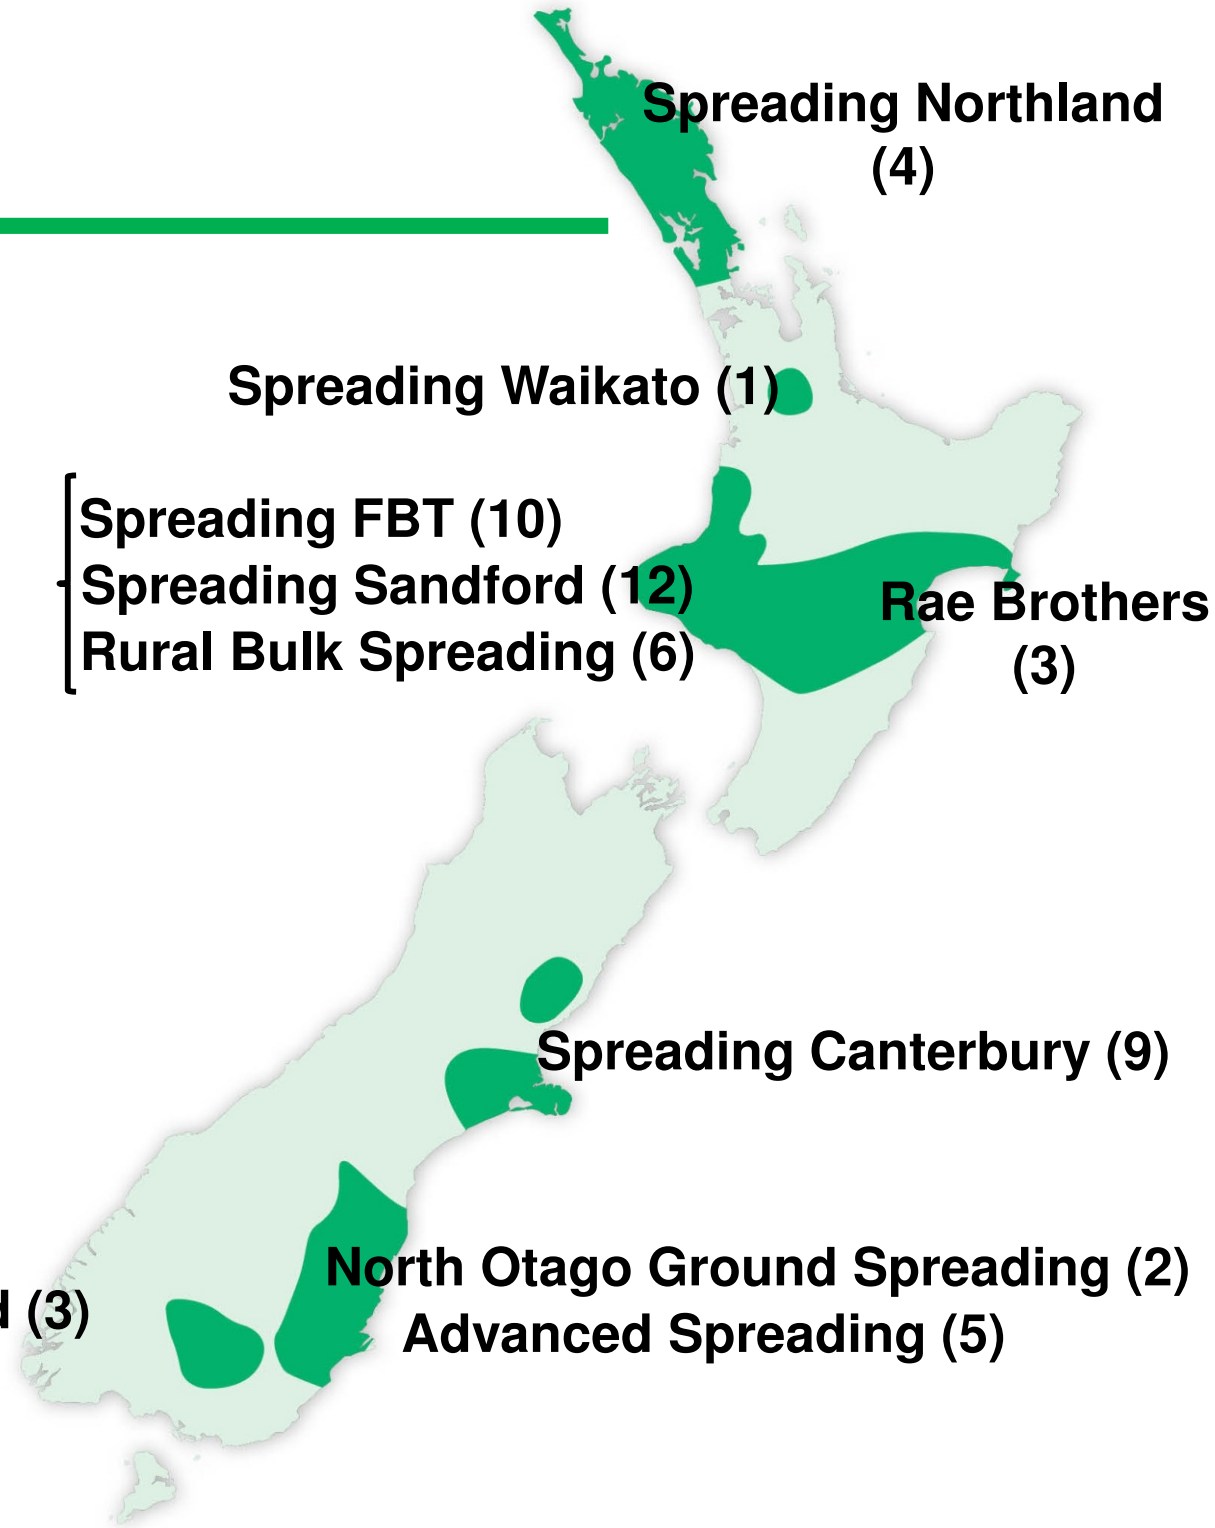 Spreading Northland
(4)
Spreading Waikato (1)
Spreading FBT (10)
Spreading Sandford (12)
Rural Bulk Spreading (6)
Rae Brothers
(3)
Spreading Canterbury (9)
North Otago Ground Spreading (2)
(3)
Advanced Spreading (5)